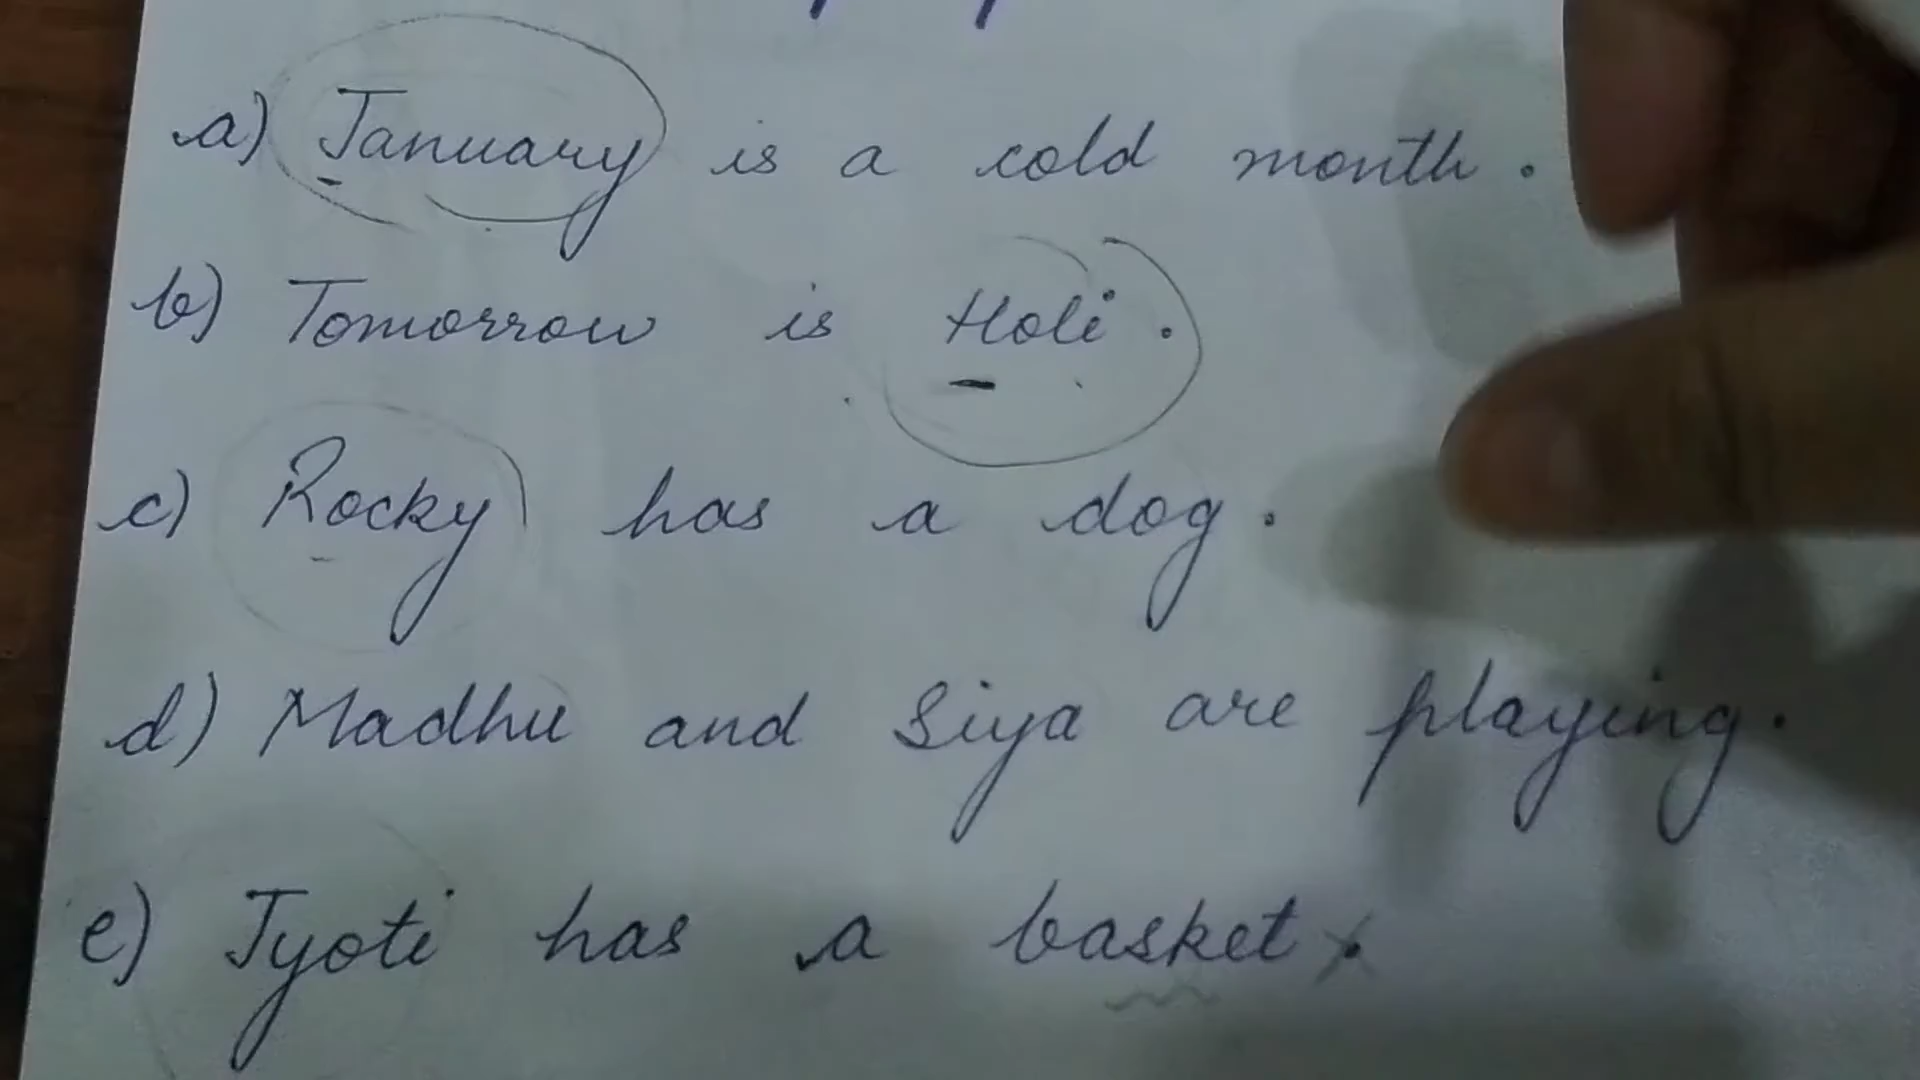 a) January is a cold month.
b) Tomorrow is Holi.
c) Rocky has a dog.
d) Madhu and Siya are playing.
e) Jyoti has a basket.